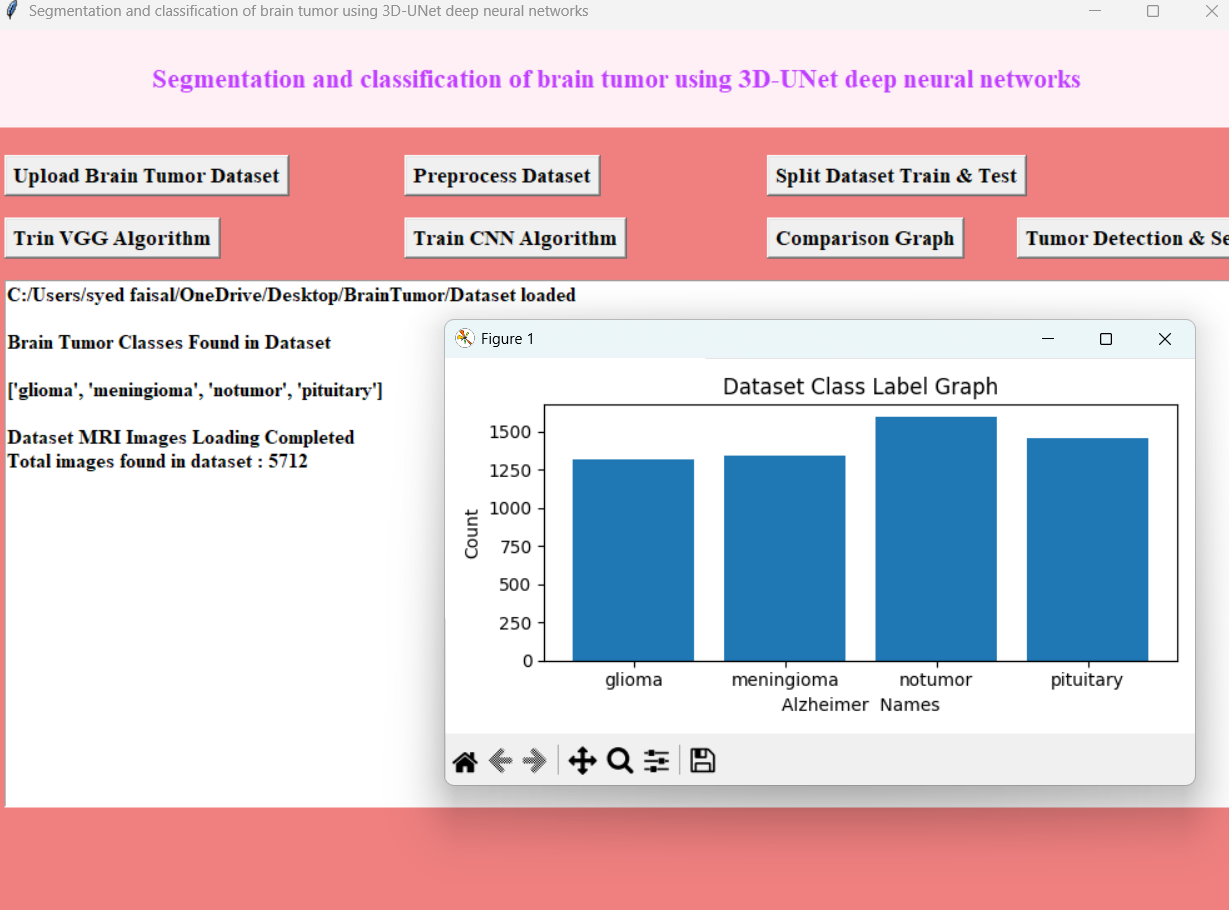 Segmentation and classification of brain tumor using 3D-UNet deep neural networks
Segmentation and classification of brain tumor using 3D-UNet deep neural networks
Upload Brain Tumor Dataset
Preprocess Dataset
Split Dataset Train & Test
Trin VGG Algorithm
Train CNN Algorithm
Comparison Graph
Tumor Detection & Se
C:/Users/syed faisal/OneDrive/Desktop/BrainTumor/Dataset loaded
Brain Tumor Classes Found in Dataset
['glioma', 'meningioma', 'notumor', 'pituitary']
Dataset MRI Images Loading Completed
Total images found in dataset : 5712
Figure 1
Dataset Class Label Graph
1500
1250
1000
750
500
250
0
Count
glioma
meningioma
notumor
pituitary
Alzheimer  Names